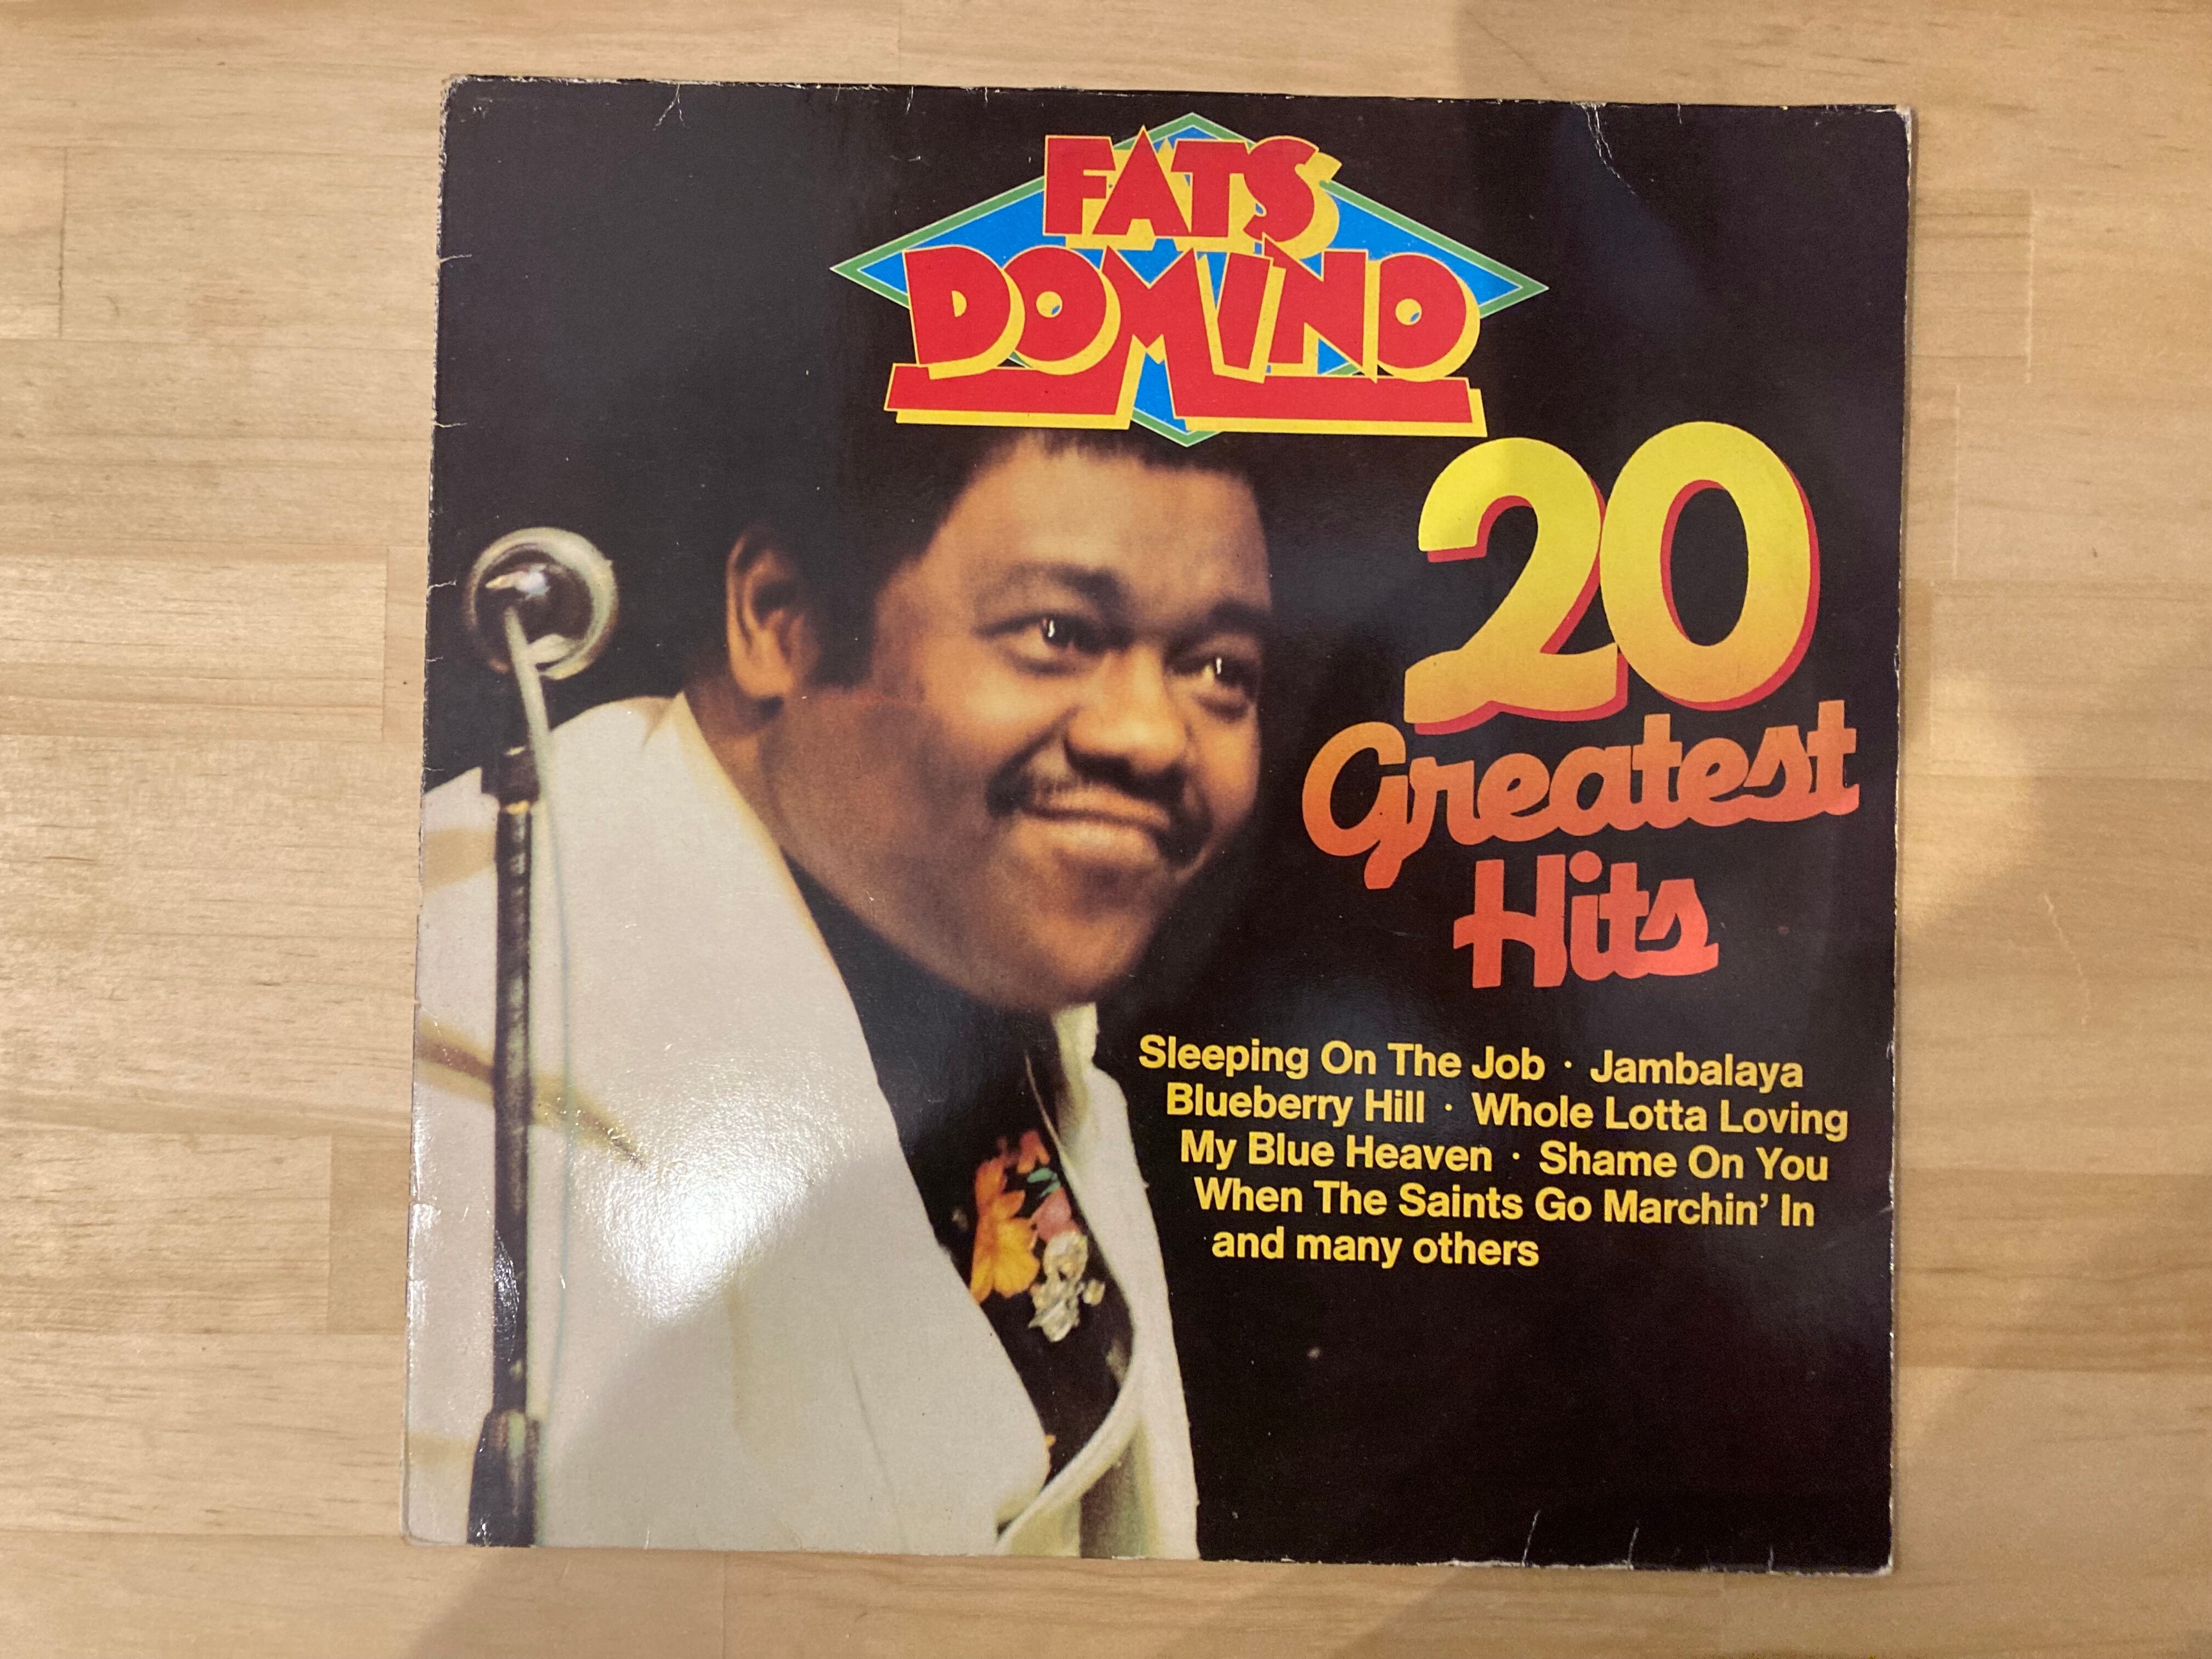 FATS
DOMINO
20
Greatest
Hits
Sleeping On The Job · Jambalaya
Blueberry Hill · Whole Lotta Loving
My Blue Heaven · Shame On You
When The Saints Go Marchin' In
and many others